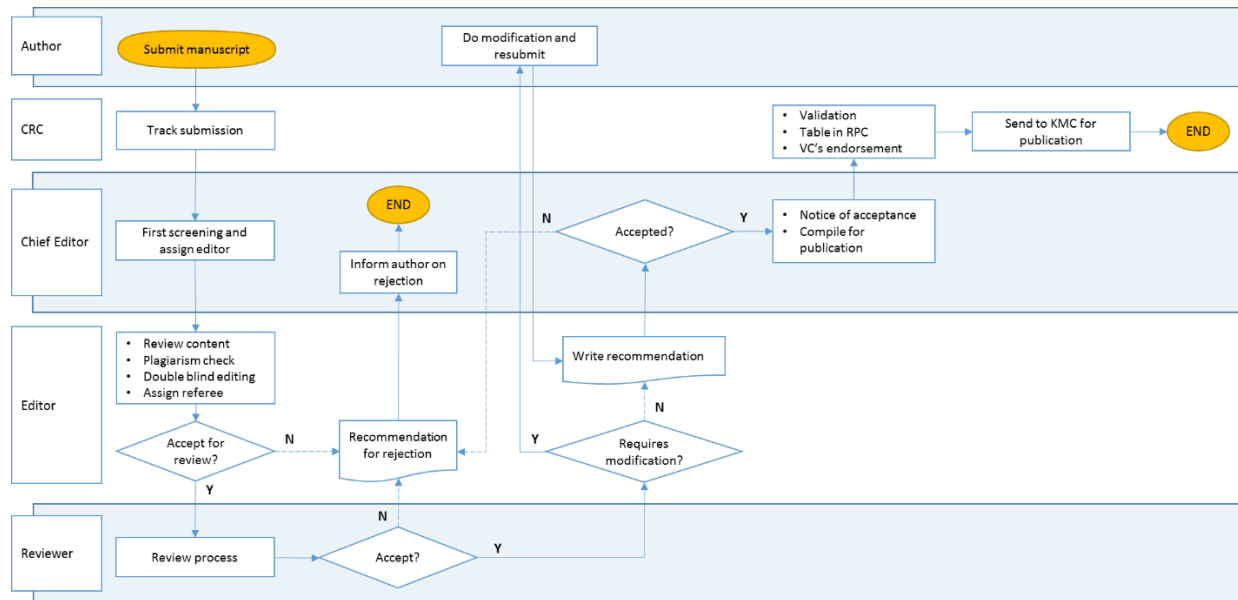 Author
Submit manuscript
Do modification and
resubmit
CRC
Track submission
• Validation
• Table in RPC
• VC's endorsement
Send to KMC for
publication
END
Chief Editor
First screening and
assign editor
END
Inform author on
rejection
N
Accepted?
Y
• Notice of acceptance
• Compile for
publication
Editor
• Review content
• Plagiarism check
• Double blind editing
• Assign referee
Accept for
review?
N
Y
Recommendation
for rejection
Write recommendation
N
Y
Requires
modification?
Reviewer
Review process
N
Accept?
Y